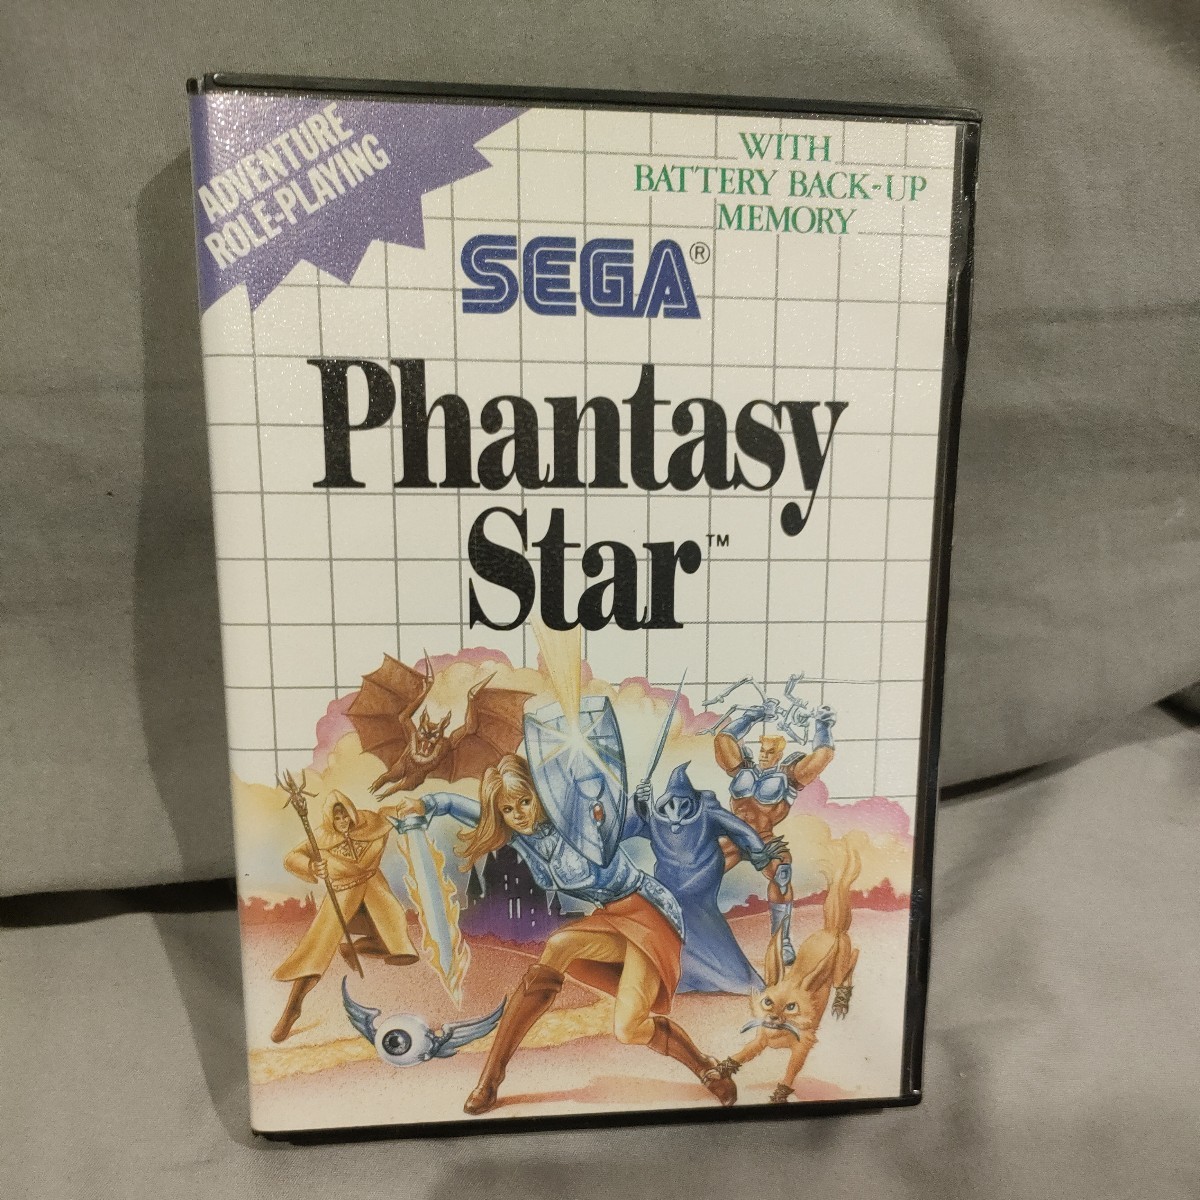 ADVENTURE
ROLE-PLAYING
WITH
BATTERY BACK-UP
MEMORY
SEGA®
Phantasy
Star™